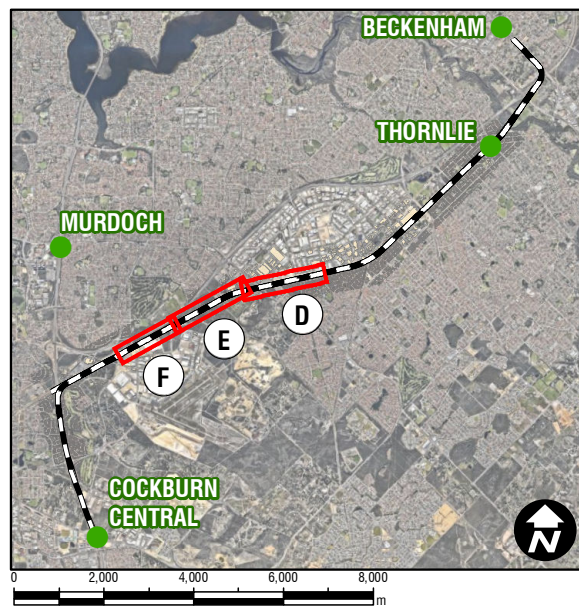 BECKENHAM
THORNLIE
MURDOCH
D
E
F
COCKBURN
CENTRAL
N
0 2,000 4,000 6,000 8,000
m